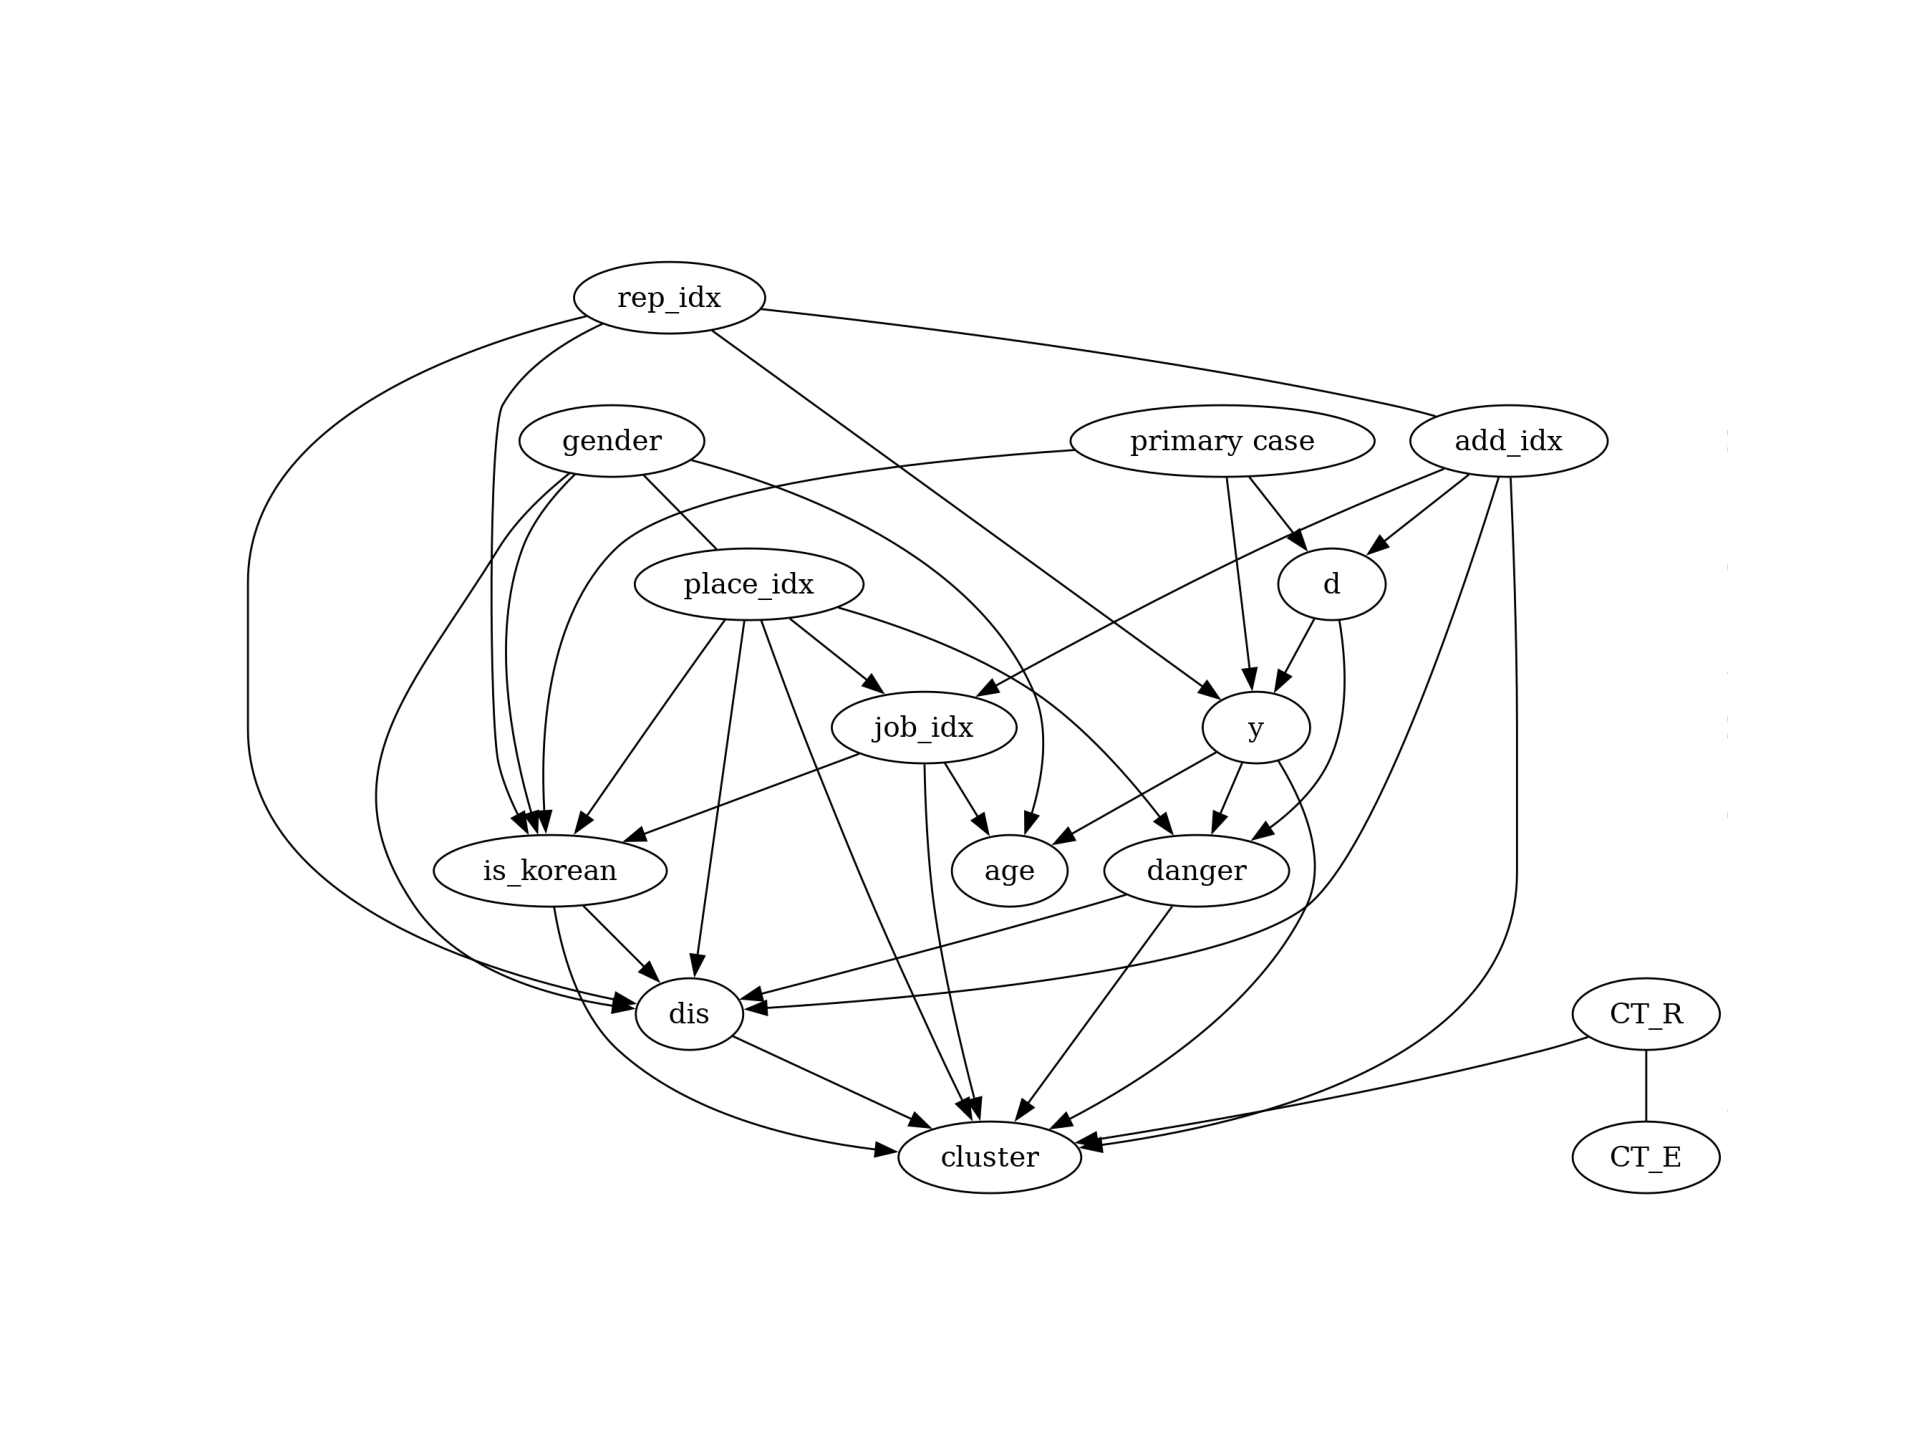 rep_idx
gender
primary case
add_idx
place_idx
d
job_idx
y
is_korean
age
danger
dis
CT_R
cluster
CT_E